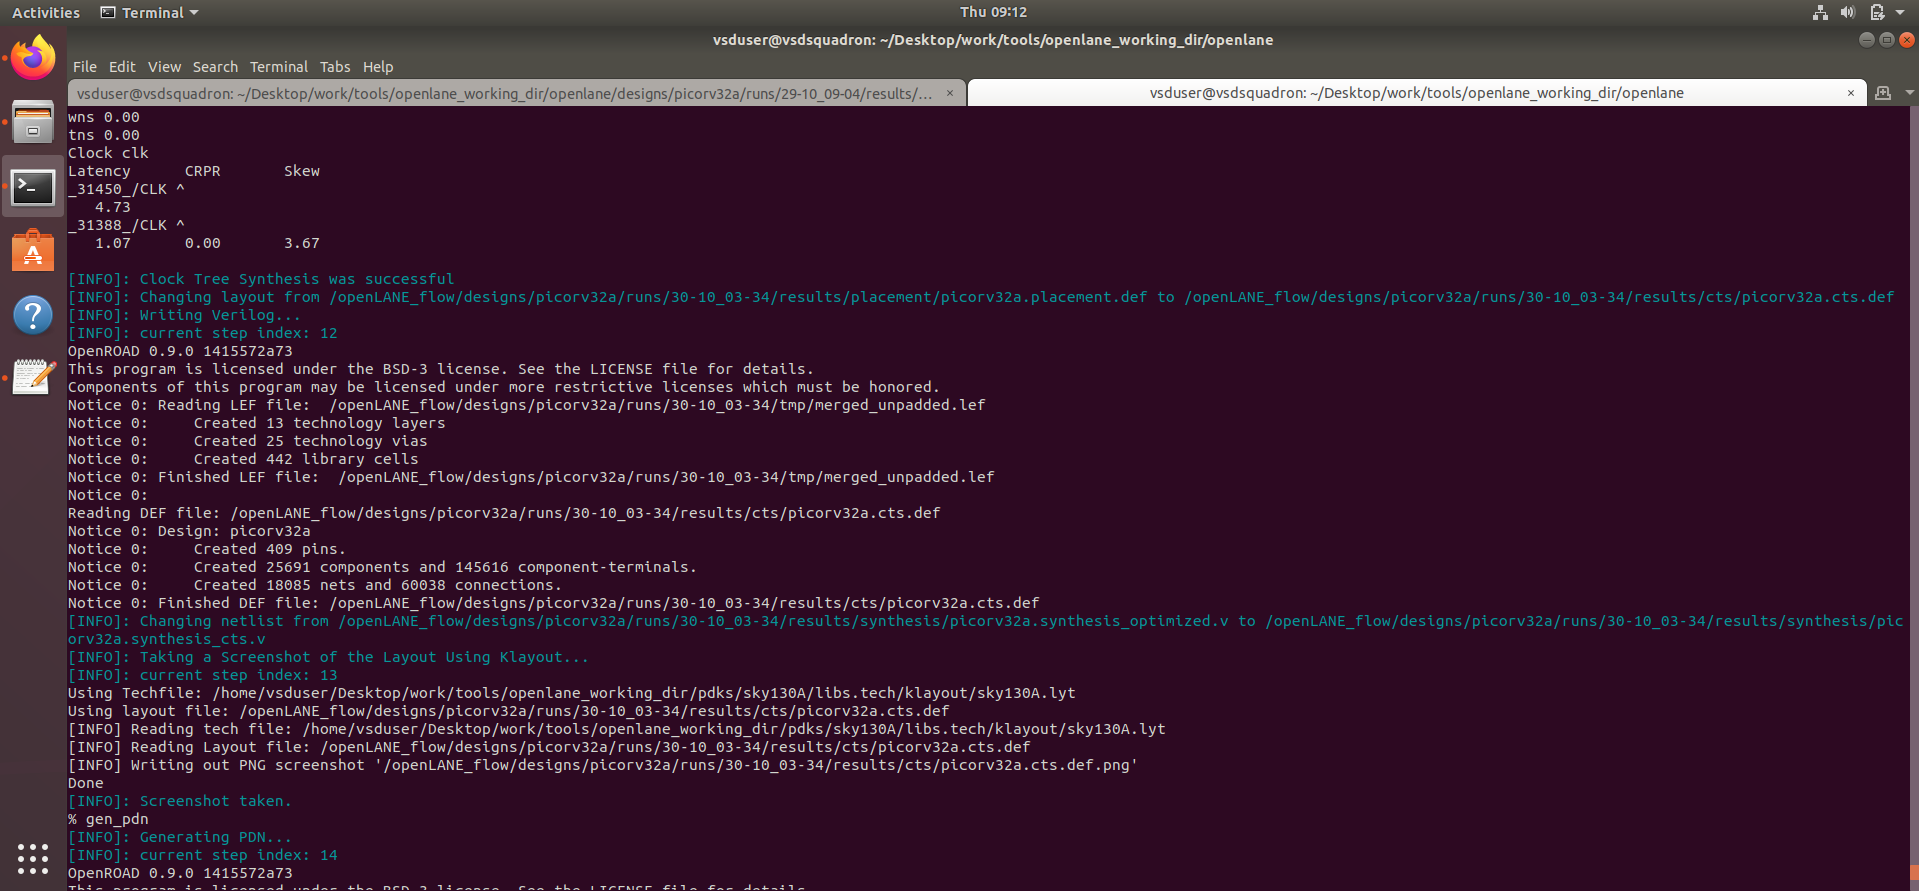 Activities
Terminal
Thu 09:12
vsduser@vsdsquadron: ~/Desktop/work/tools/openlane_working_dir/openlane
File Edit View Search Terminal Tabs Help
vsduser@vsdsquadron: ~/Desktop/work/tools/openlane_working_dir/openlane/designs/picorv32a/runs/29-10_09-04/results/... ×
vsduser@vsdsquadron: ~/Desktop/work/tools/openlane_working_dir/openlane ×
wns 0.00
tns 0.00
Clock clk
Latency      CRPR       Skew
_31450_/CLK ^
   4.73
_31388_/CLK ^
   1.07      0.00       3.67
[INFO]: Clock Tree Synthesis was successful
[INFO]: Changing layout from /openLANE_flow/designs/picorv32a/runs/30-10_03-34/results/placement/picorv32a.placement.def to /openLANE_flow/designs/picorv32a/runs/30-10_03-34/results/cts/picorv32a.cts.def
[INFO]: Writing Verilog...
[INFO]: current step index: 12
OpenROAD 0.9.0 1415572a73
This program is licensed under the BSD-3 license. See the LICENSE file for details.
Components of this program may be licensed under more restrictive licenses which must be honored.
Notice 0: Reading LEF file:  /openLANE_flow/designs/picorv32a/runs/30-10_03-34/tmp/merged_unpadded.lef
Notice 0:     Created 13 technology layers
Notice 0:     Created 25 technology vias
Notice 0:     Created 442 library cells
Notice 0: Finished LEF file:  /openLANE_flow/designs/picorv32a/runs/30-10_03-34/tmp/merged_unpadded.lef
Notice 0:
Reading DEF file: /openLANE_flow/designs/picorv32a/runs/30-10_03-34/results/cts/picorv32a.cts.def
Notice 0: Design: picorv32a
Notice 0:     Created 409 pins.
Notice 0:     Created 25691 components and 145616 component-terminals.
Notice 0:     Created 18085 nets and 60038 connections.
Notice 0: Finished DEF file: /openLANE_flow/designs/picorv32a/runs/30-10_03-34/results/cts/picorv32a.cts.def
[INFO]: Changing netlist from /openLANE_flow/designs/picorv32a/runs/30-10_03-34/results/synthesis/picorv32a.synthesis_optimized.v to /openLANE_flow/designs/picorv32a/runs/30-10_03-34/results/synthesis/pic
orv32a.synthesis_cts.v
[INFO]: Taking a Screenshot of the Layout Using Klayout...
[INFO]: current step index: 13
Using Techfile: /home/vsduser/Desktop/work/tools/openlane_working_dir/pdks/sky130A/libs.tech/klayout/sky130A.lyt
Using layout file: /openLANE_flow/designs/picorv32a/runs/30-10_03-34/results/cts/picorv32a.cts.def
[INFO] Reading tech file: /home/vsduser/Desktop/work/tools/openlane_working_dir/pdks/sky130A/libs.tech/klayout/sky130A.lyt
[INFO] Reading Layout file: /openLANE_flow/designs/picorv32a/runs/30-10_03-34/results/cts/picorv32a.cts.def
[INFO] Writing out PNG screenshot '/openLANE_flow/designs/picorv32a/runs/30-10_03-34/results/cts/picorv32a.cts.def.png'
Done
[INFO]: Screenshot taken.
% gen_pdn
[INFO]: Generating PDN...
[INFO]: current step index: 14
OpenROAD 0.9.0 1415572a73
This program is licensed under the BSD-3 license. See the LICENSE file for details.